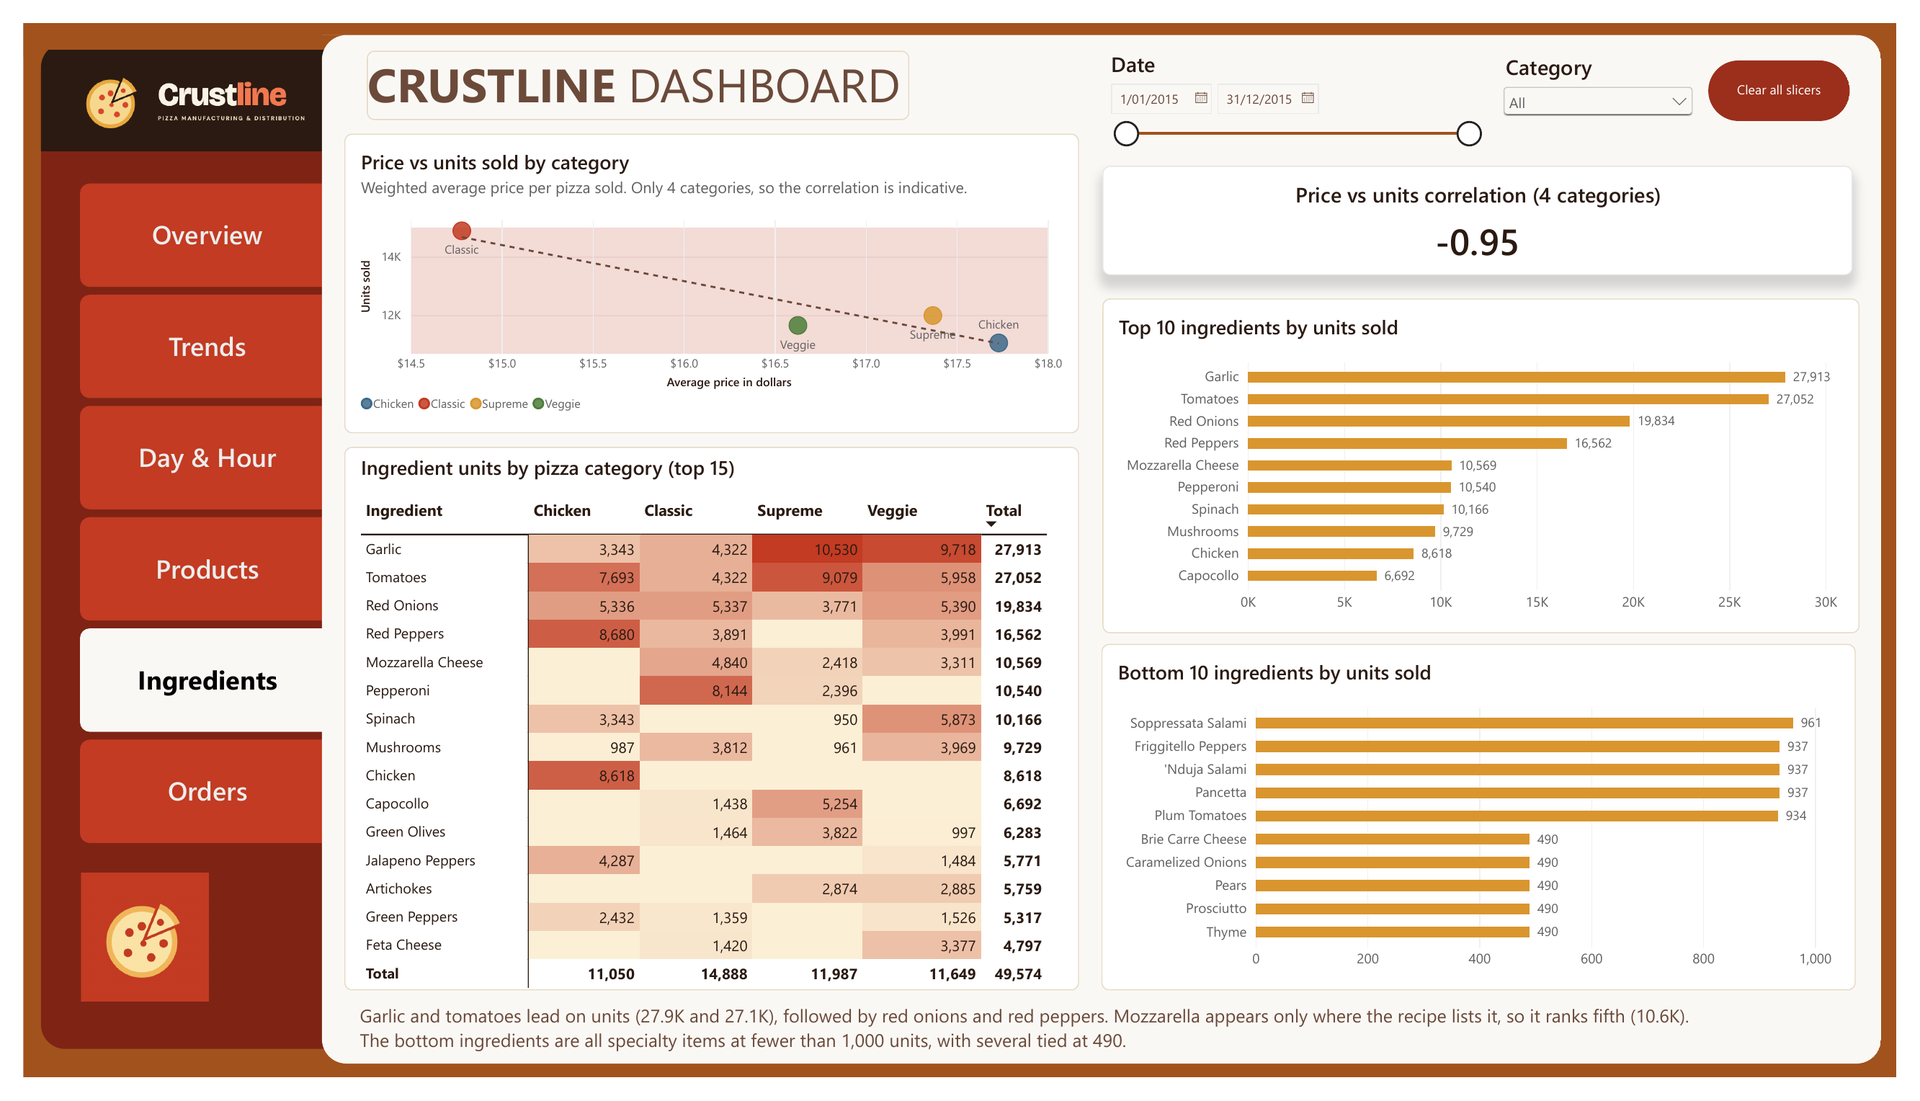 Crustline
PIZZA MANUFACTURING & DISTRIBUTION
Overview
Trends
Day & Hour
Products
Ingredients
Orders
CRUSTLINE DASHBOARD
Date
1/01/2015
31/12/2015
Category
All
Clear all slicers
Price vs units sold by category
Weighted average price per pizza sold. Only 4 categories, so the correlation is indicative.
Units sold
14K
12K
Classic
Veggie
Supreme
Chicken
$14.5 $15.0 $15.5 $16.0 $16.5 $17.0 $17.5 $18.0
Average price in dollars
Chicken Classic Supreme Veggie
Price vs units correlation (4 categories)
-0.95
Ingredient units by pizza category (top 15)
Ingredient Chicken Classic Supreme Veggie Total
Garlic 3,343 4,322 10,530 9,718 27,913
Tomatoes 7,693 4,322 9,079 5,958 27,052
Red Onions 5,336 5,337 3,771 5,390 19,834
Red Peppers 8,680 3,891 3,991 16,562
Mozzarella Cheese 4,840 2,418 3,311 10,569
Pepperoni 8,144 2,396 10,540
Spinach 3,343 950 5,873 10,166
Mushrooms 987 3,812 961 3,969 9,729
Chicken 8,618 8,618
Capocollo 1,438 5,254 6,692
Green Olives 1,464 3,822 997 6,283
Jalapeno Peppers 4,287 1,484 5,771
Artichokes 2,874 2,885 5,759
Green Peppers 2,432 1,359 1,526 5,317
Feta Cheese 1,420 3,377 4,797
Total 11,050 14,888 11,987 11,649 49,574
Top 10 ingredients by units sold
Garlic 27,913
Tomatoes 27,052
Red Onions 19,834
Red Peppers 16,562
Mozzarella Cheese 10,569
Pepperoni 10,540
Spinach 10,166
Mushrooms 9,729
Chicken 8,618
Capocollo 6,692
0K 5K 10K 15K 20K 25K 30K
Bottom 10 ingredients by units sold
Soppressata Salami 961
Friggitello Peppers 937
'Nduja Salami 937
Pancetta 937
Plum Tomatoes 934
Brie Carre Cheese 490
Caramelized Onions 490
Pears 490
Prosciutto 490
Thyme 490
0 200 400 600 800 1,000
Garlic and tomatoes lead on units (27.9K and 27.1K), followed by red onions and red peppers. Mozzarella appears only where the recipe lists it, so it ranks fifth (10.6K).
The bottom ingredients are all specialty items at fewer than 1,000 units, with several tied at 490.